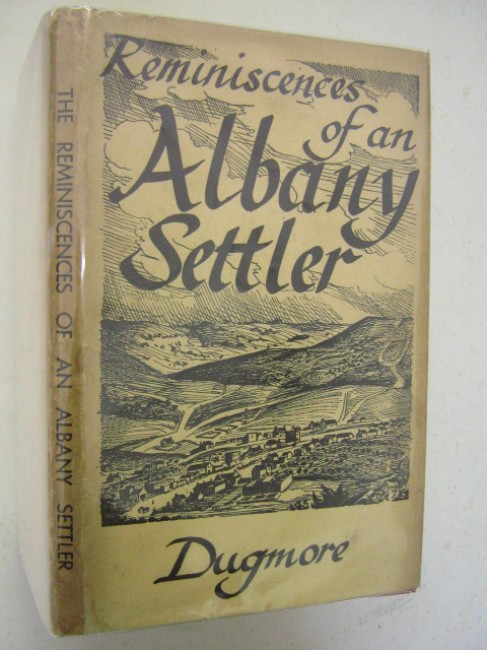 THE REMINISCENCES OF AN ALBANY SETTLER
Reminiscences
of an
Albany
Settler
Dugmore